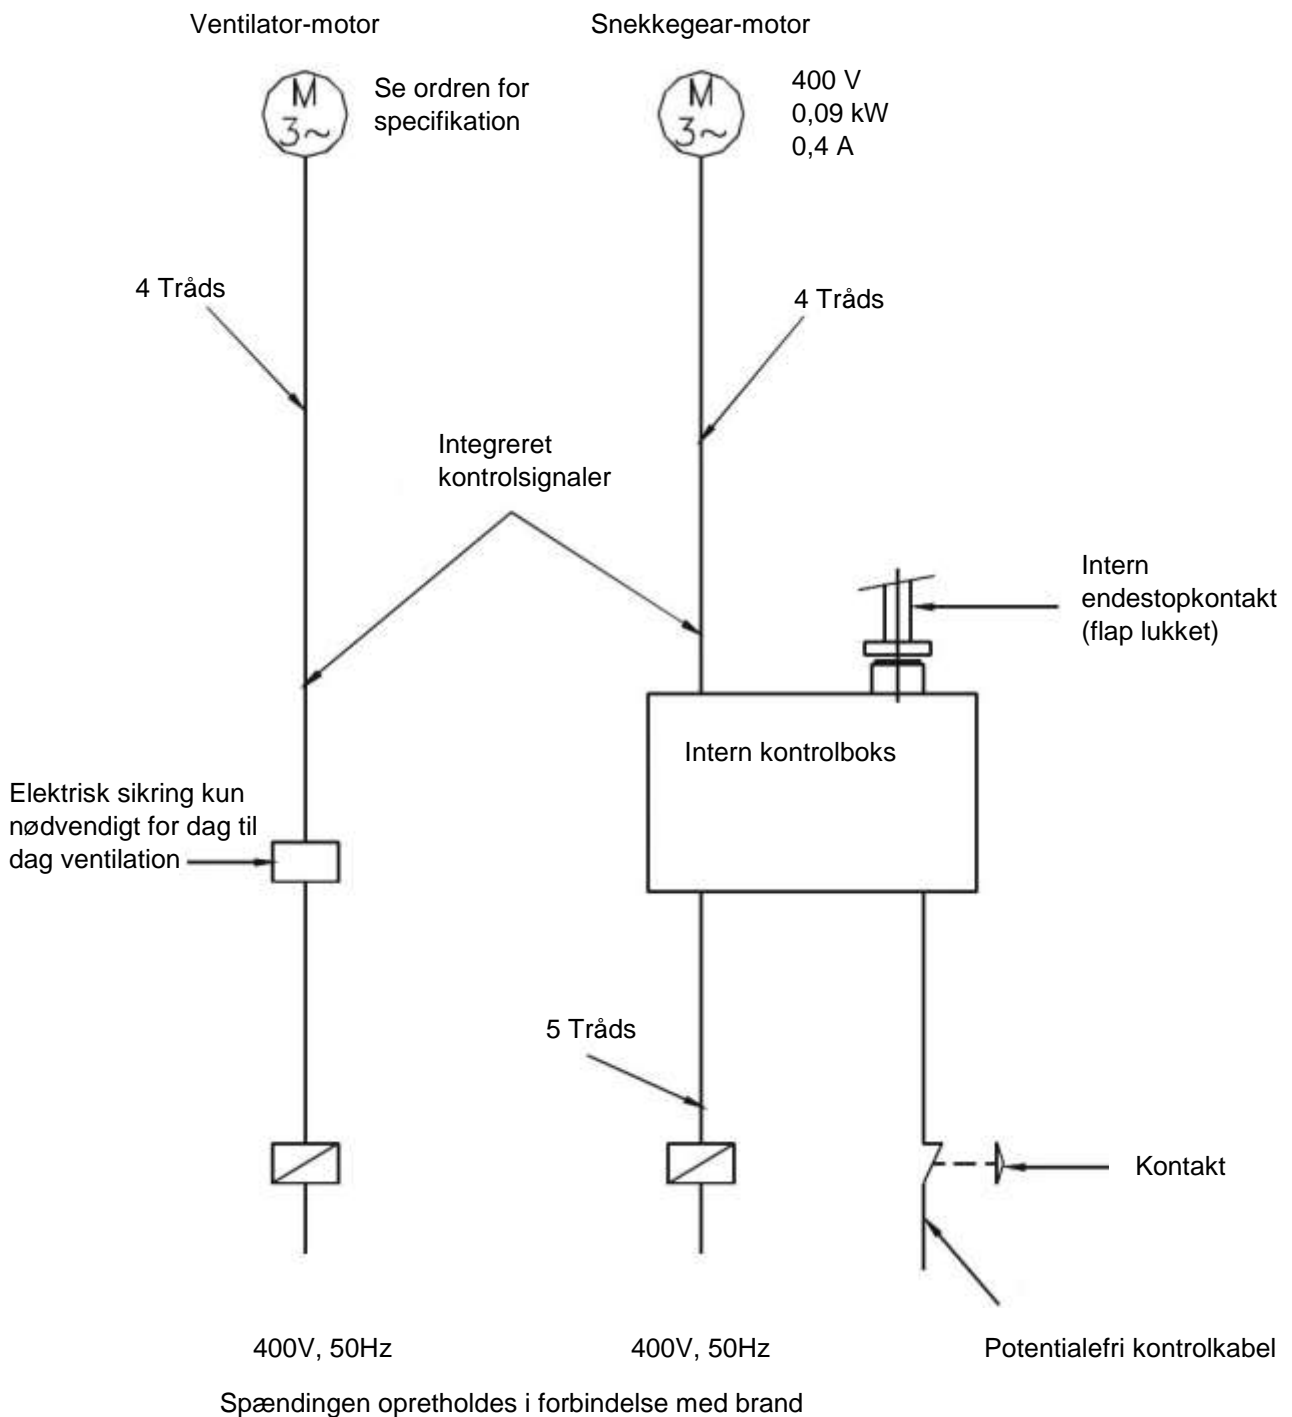 Ventilator-motor
Snekkegear-motor
M
3~
Se ordren for
specifikation
M
3~
400 V
0,09 kW
0,4 A
4 Tråds
4 Tråds
Integreret
kontrolsignaler
Intern
endestopkontakt
(flap lukket)
Intern kontrolboks
Elektrisk sikring kun
nødvendigt for dag til
dag ventilation
5 Tråds
Kontakt
400V, 50Hz
400V, 50Hz
Potentialefri kontrolkabel
Spændingen opretholdes i forbindelse med brand